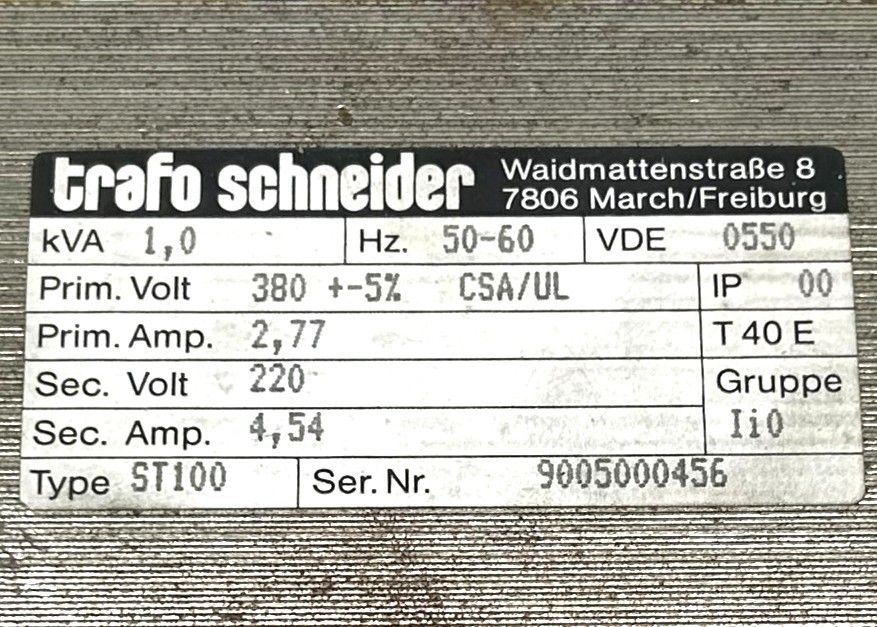 trafo schneider Waidmattenstraße 8
7806 March/Freiburg
kVA 1,0 Hz. 50-60 VDE 0550
Prim. Volt 380 +-5% CSA/UL IP 00
Prim. Amp. 2,77 T 40 E
Sec. Volt 220 Gruppe
Sec. Amp. 4,54 Ii0
Type ST100 Ser. Nr. 9005000456